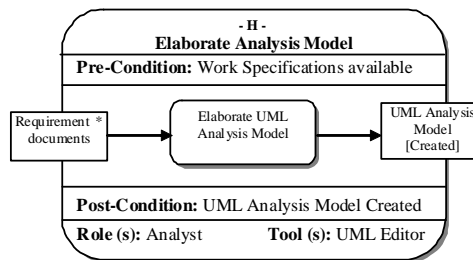 - H -
Elaborate Analysis Model
Pre-Condition: Work Specifications available
Requirement *
documents
Elaborate UML
Analysis Model
UML Analysis
Model
[Created]
Post-Condition: UML Analysis Model Created
Role (s): Analyst Tool (s): UML Editor